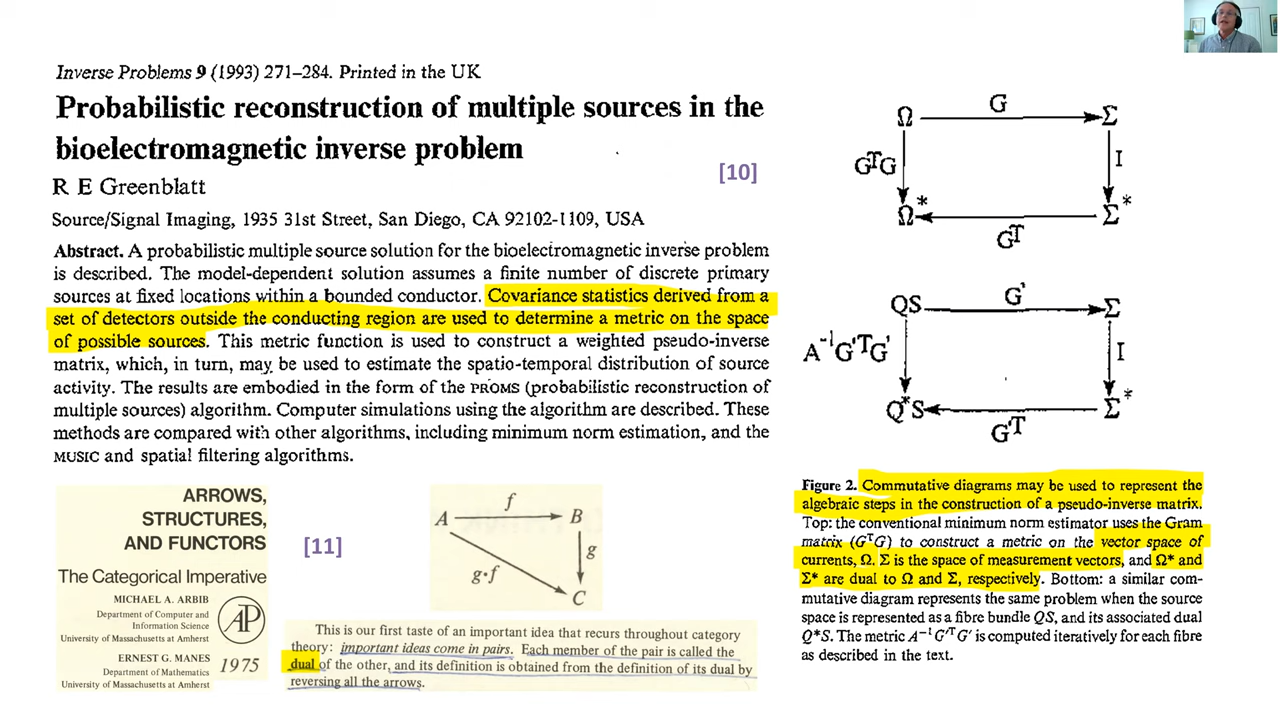 Inverse Problems 9 (1993) 271–284. Printed in the UK
Probabilistic reconstruction of multiple sources in the
bioelectromagnetic inverse problem
[10]
R E Greenblatt
Source/Signal Imaging, 1935 31st Street, San Diego, CA 92102-1109, USA
Abstract. A probabilistic multiple source solution for the bioelectromagnetic inverse problem
is described. The model-dependent solution assumes a finite number of discrete primary
sources at fixed locations within a bounded conductor. Covariance statistics derived from a
set of detectors outside the conducting region are used to determine a metric on the space
of possible sources. This metric function is used to construct a weighted pseudo-inverse
matrix, which, in turn, may be used to estimate the spatio-temporal distribution of source
activity. The results are embodied in the form of the PROMS (probabilistic reconstruction of
multiple sources) algorithm. Computer simulations using the algorithm are described. These
methods are compared with other algorithms, including minimum norm estimation, and the
MUSIC and spatial filtering algorithms.
ARROWS,
STRUCTURES,
AND FUNCTORS
The Categorical Imperative
MICHAEL A. ARBIB
Department of Computer and
Information Science
University of Massachusetts at Amherst
ERNEST G. MANES
Department of Mathematics
University of Massachusetts at Amherst
AP
1975
[11]
f
A
B
g
g·f
C
This is our first taste of an important idea that recurs throughout category
theory: important ideas come in pairs. Each member of the pair is called the
dual of the other, and its definition is obtained from the definition of its dual by
reversing all the arrows.
G
Ω
Σ
GᵀG
I
Ω*
Σ*
Gᵀ
G'
QS
Σ
A⁻¹G'ᵀG'
I
Q*S
Σ*
G'ᵀ
Figure 2. Commutative diagrams may be used to represent the
algebraic steps in the construction of a pseudo-inverse matrix.
Top: the conventional minimum norm estimator uses the Gram
matrix (GᵀG) to construct a metric on the vector space of
currents, Ω. Σ is the space of measurement vectors, and Ω* and
Σ* are dual to Ω and Σ, respectively. Bottom: a similar com-
mutative diagram represents the same problem when the source
space is represented as a fibre bundle QS, and its associated dual
Q*S. The metric A⁻¹G'ᵀG' is computed iteratively for each fibre
as described in the text.